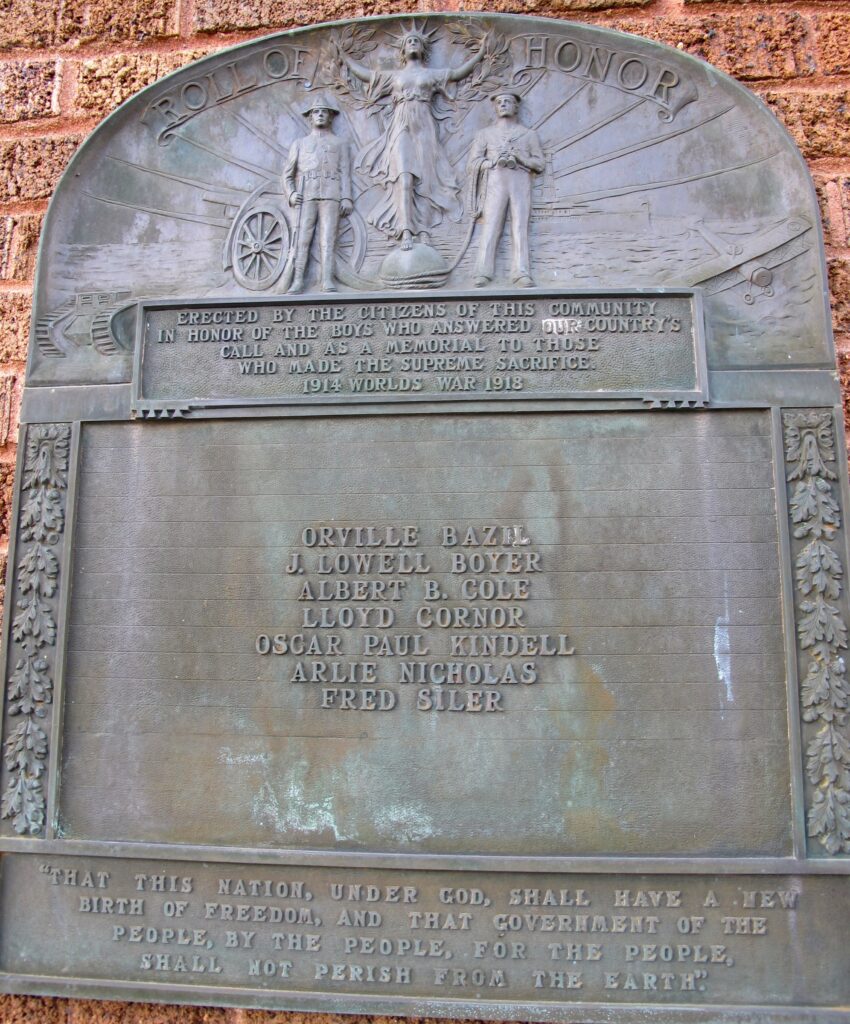 ROLL OF HONOR
ERECTED BY THE CITIZENS OF THIS COMMUNITY
IN HONOR OF THE BOYS WHO ANSWERED OUR COUNTRY'S
CALL AND AS A MEMORIAL TO THOSE
WHO MADE THE SUPREME SACRIFICE.
1914 WORLDS WAR 1918
ORVILLE BAZIL
J. LOWELL BOYER
ALBERT B. COLE
LLOYD CORNOR
OSCAR PAUL KINDELL
ARLIE NICHOLAS
FRED SILER
"THAT THIS NATION, UNDER GOD, SHALL HAVE A NEW
BIRTH OF FREEDOM, AND THAT GOVERNMENT OF THE
PEOPLE, BY THE PEOPLE, FOR THE PEOPLE,
SHALL NOT PERISH FROM THE EARTH".